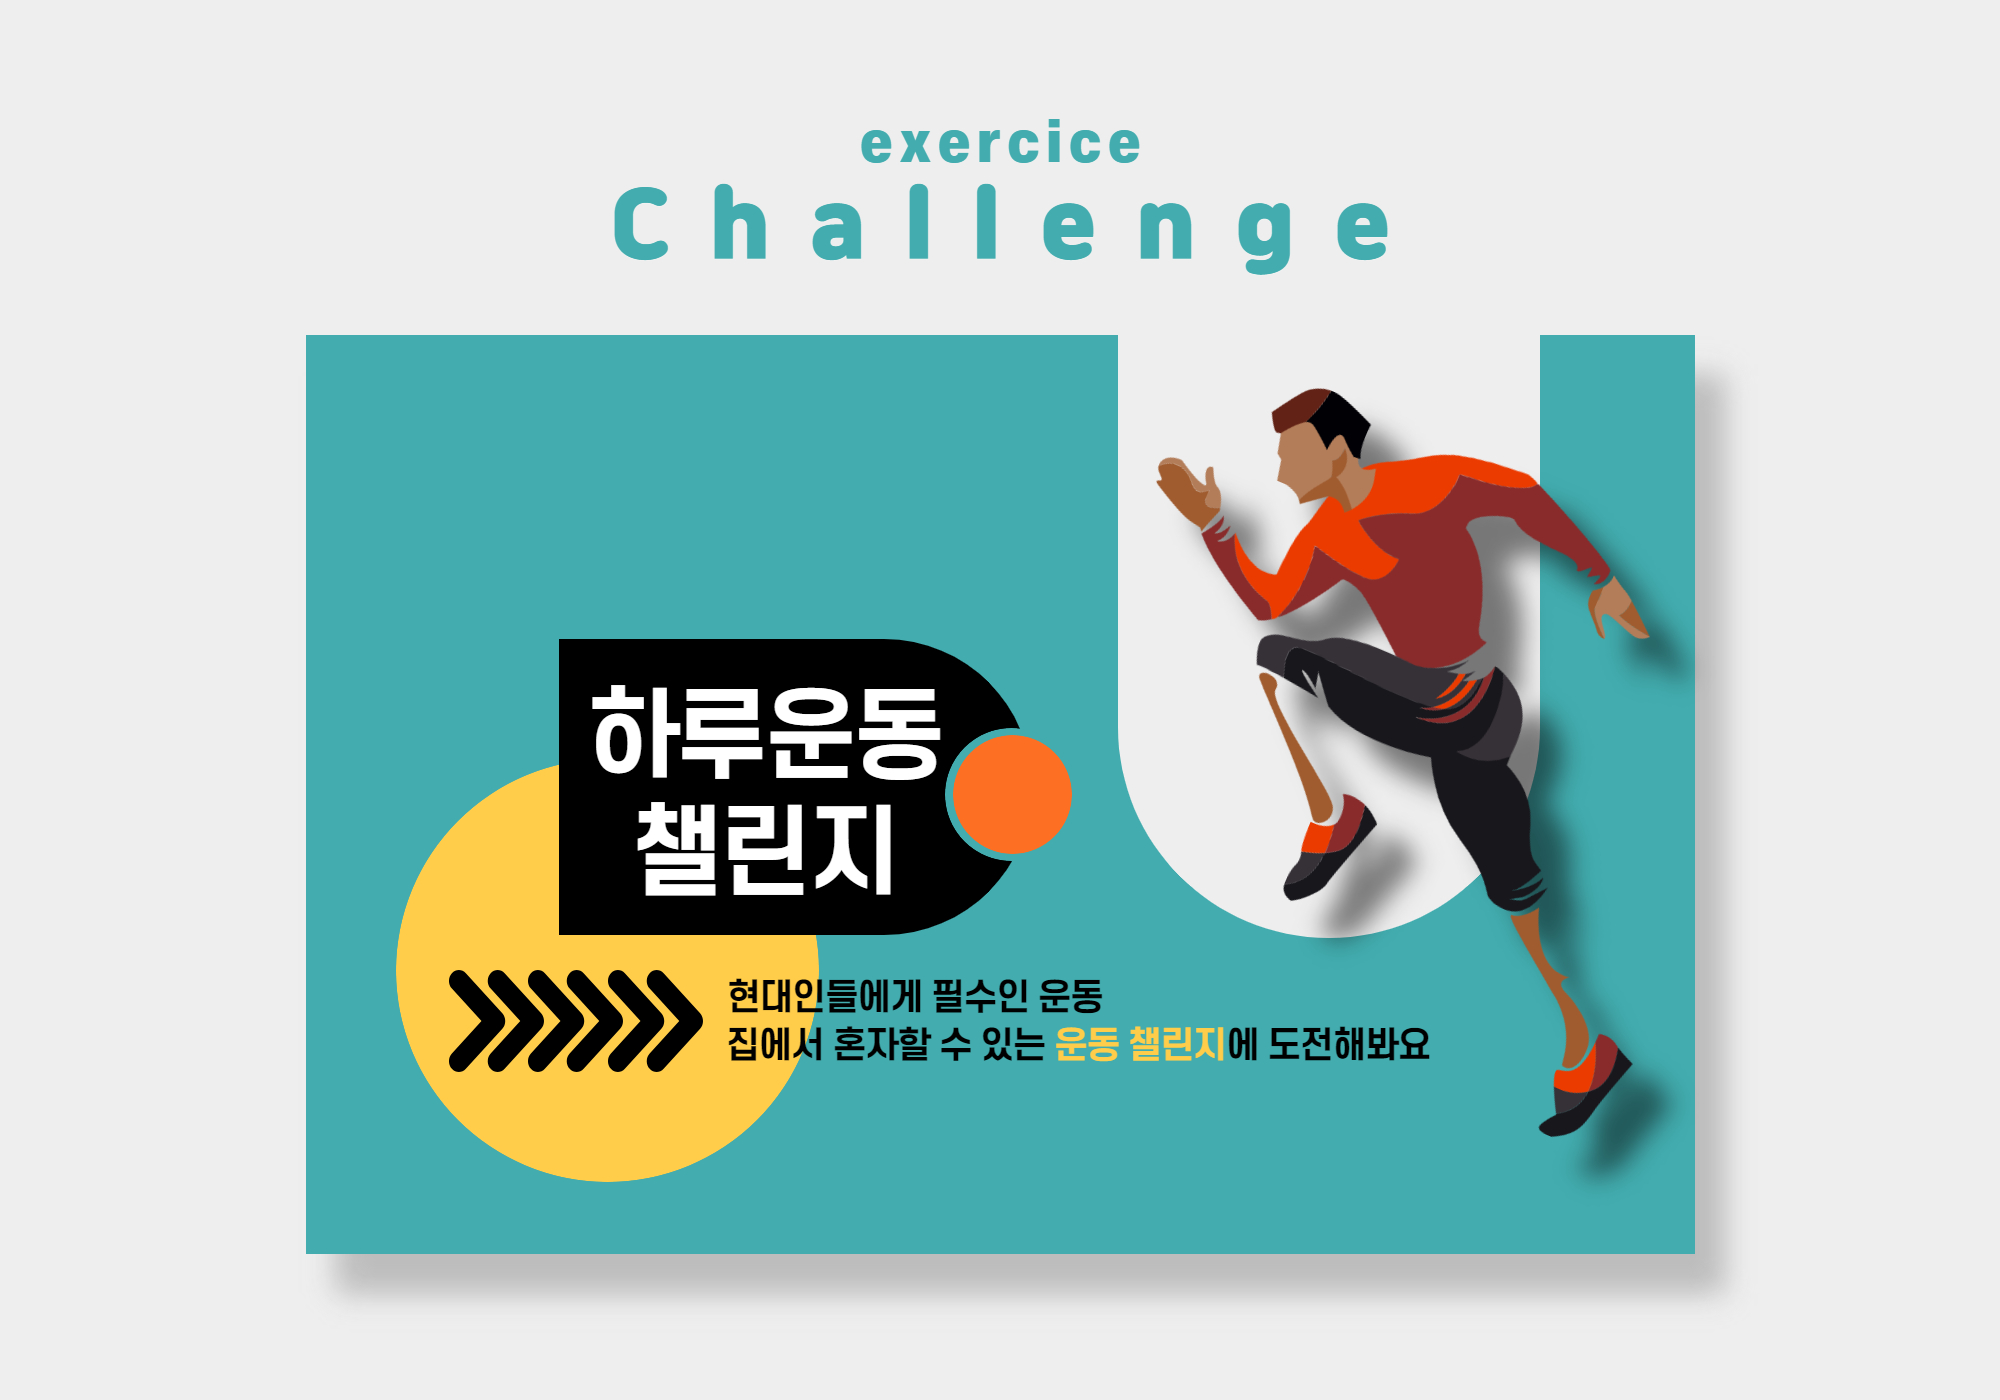 exercice
Challenge
하루운동
챌린지
현대인들에게 필수인 운동
집에서 혼자할 수 있는 운동 챌린지에 도전해봐요